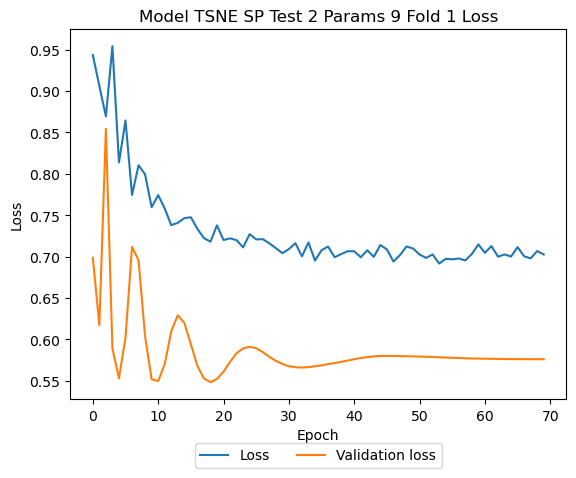 Model TSNE SP Test 2 Params 9 Fold 1 Loss
0.95
0.90
0.85
0.80
0.75
0.70
0.65
0.60
0.55
Loss
0 10 20 30 40 50 60 70
Epoch
Loss Validation loss